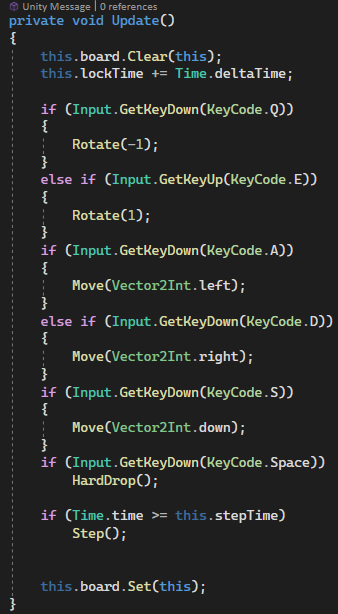 Unity Message | 0 references
private void Update()
{
this.board.Clear(this);
this.lockTime += Time.deltaTime;
if (Input.GetKeyDown(KeyCode.Q))
{
Rotate(-1);
}
else if (Input.GetKeyUp(KeyCode.E))
{
Rotate(1);
}
if (Input.GetKeyDown(KeyCode.A))
{
Move(Vector2Int.left);
}
else if (Input.GetKeyDown(KeyCode.D))
{
Move(Vector2Int.right);
}
if (Input.GetKeyDown(KeyCode.S))
{
Move(Vector2Int.down);
}
if (Input.GetKeyDown(KeyCode.Space))
HardDrop();
if (Time.time >= this.stepTime)
Step();
this.board.Set(this);
}